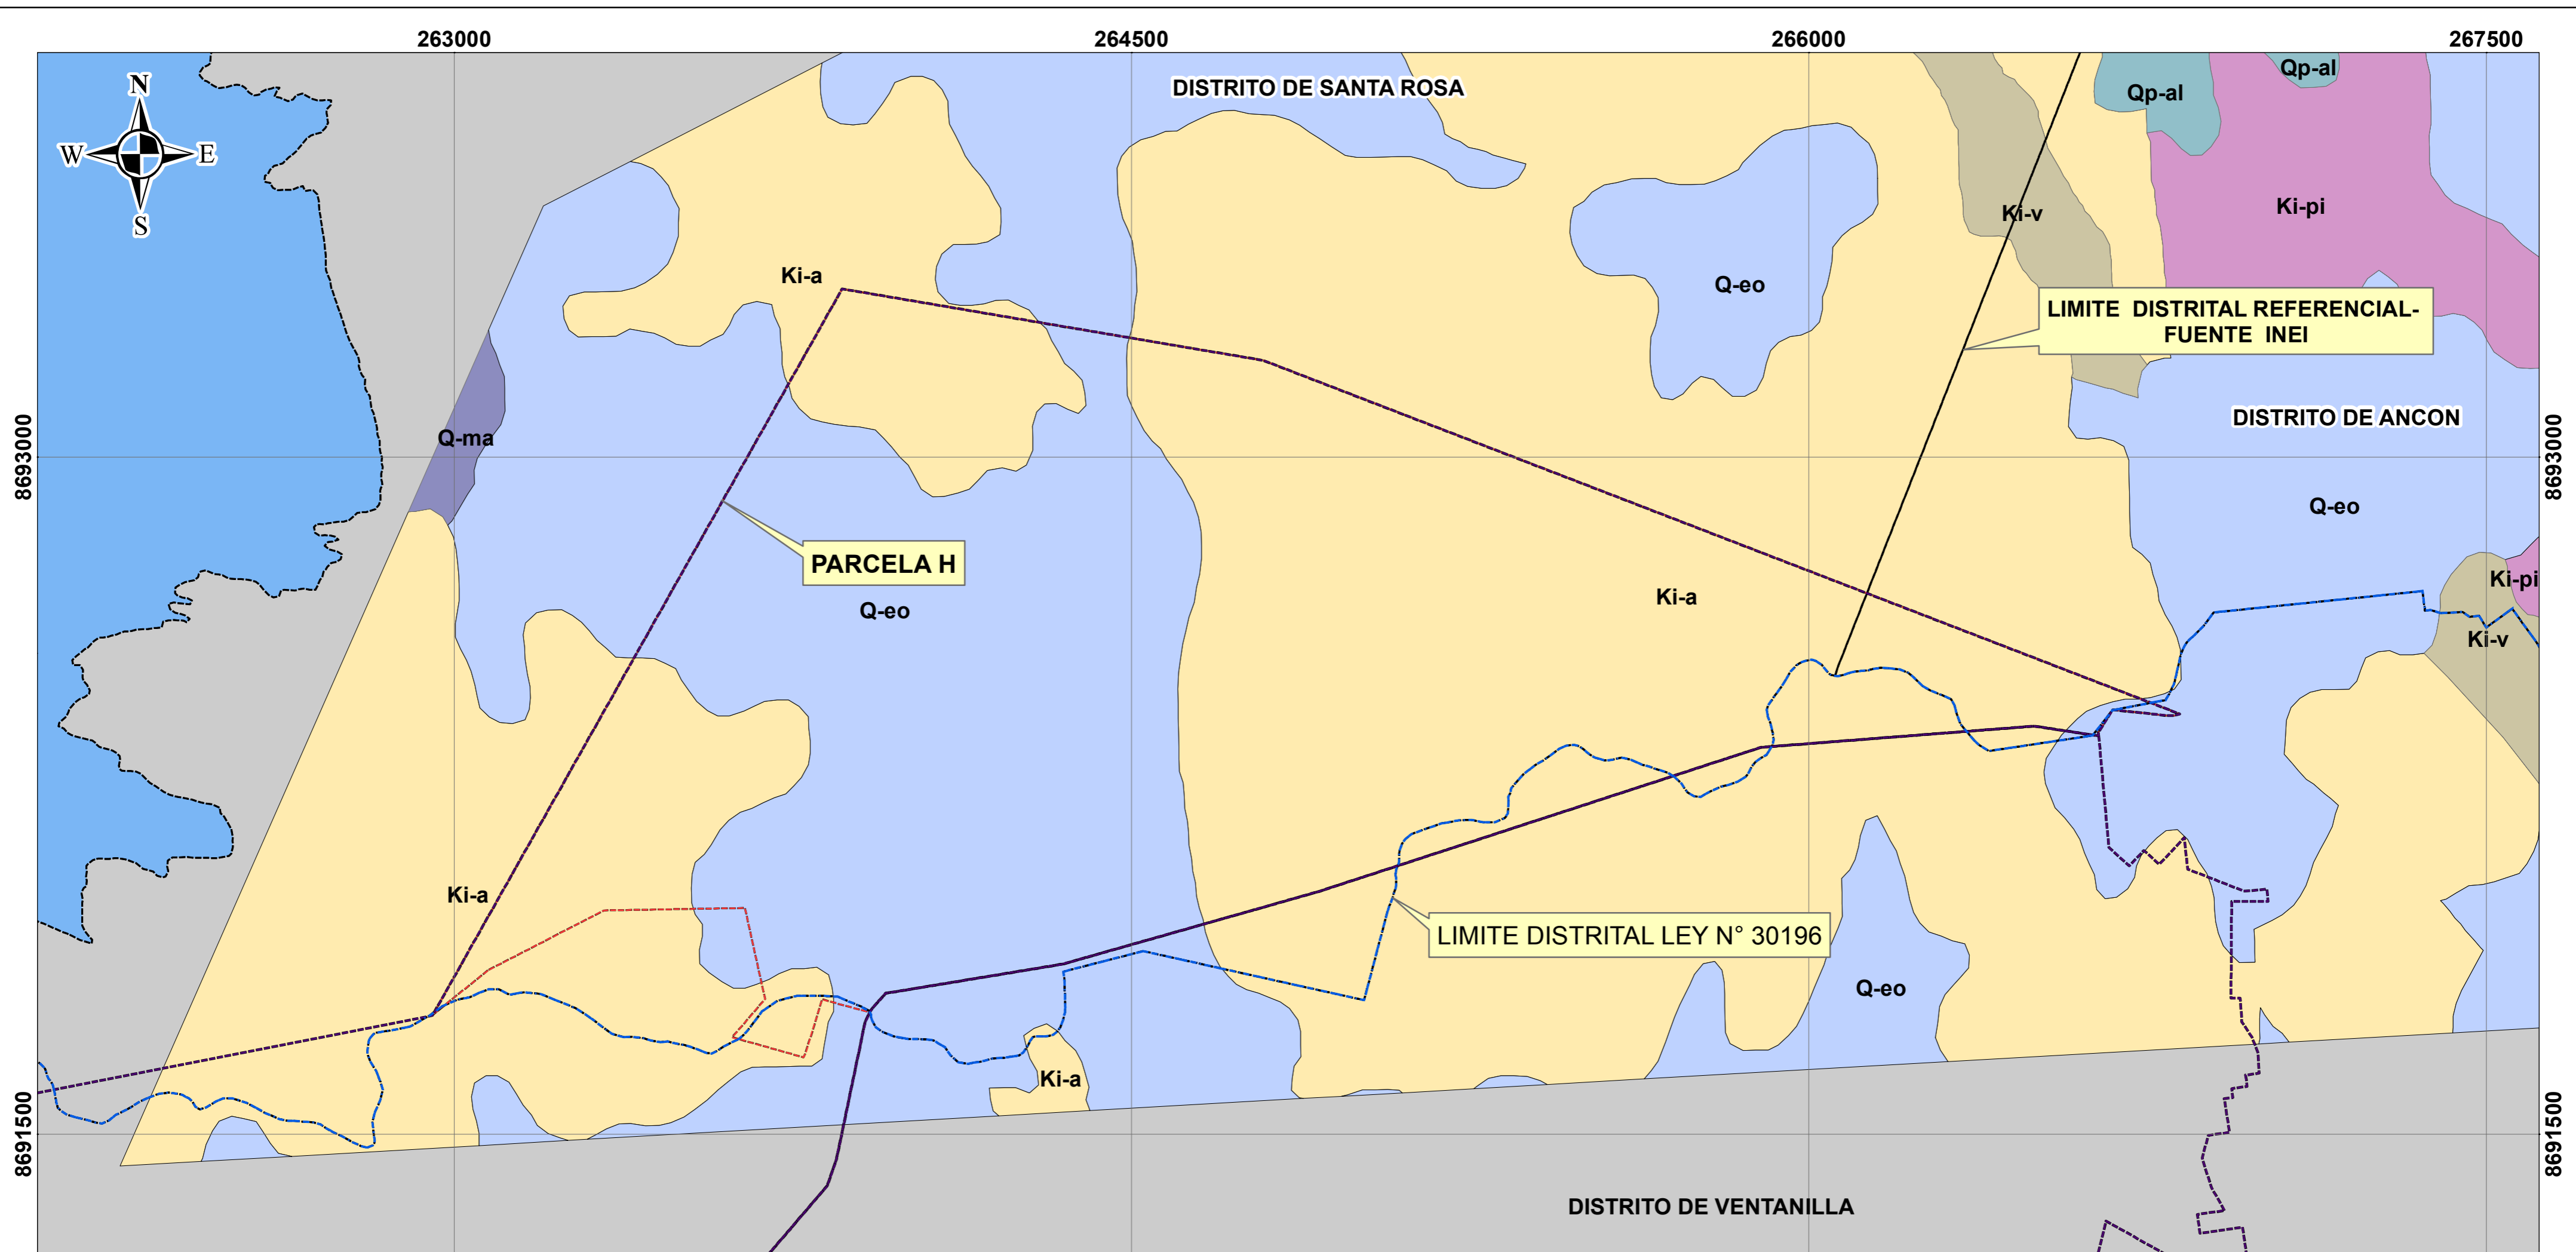 263000
264500
266000
267500
N
W
E
S
DISTRITO DE SANTA ROSA
Qp-al
Qp-al
Ki-pi
Ki-v
Ki-a
Q-eo
LIMITE DISTRITAL REFERENCIAL-
FUENTE INEI
DISTRITO DE ANCON
8693000
8693000
Q-ma
Q-eo
PARCELA H
Q-eo
Ki-a
Ki-pi
Ki-v
Ki-a
LIMITE DISTRITAL LEY N° 30196
Q-eo
Ki-a
8691500
8691500
DISTRITO DE VENTANILLA